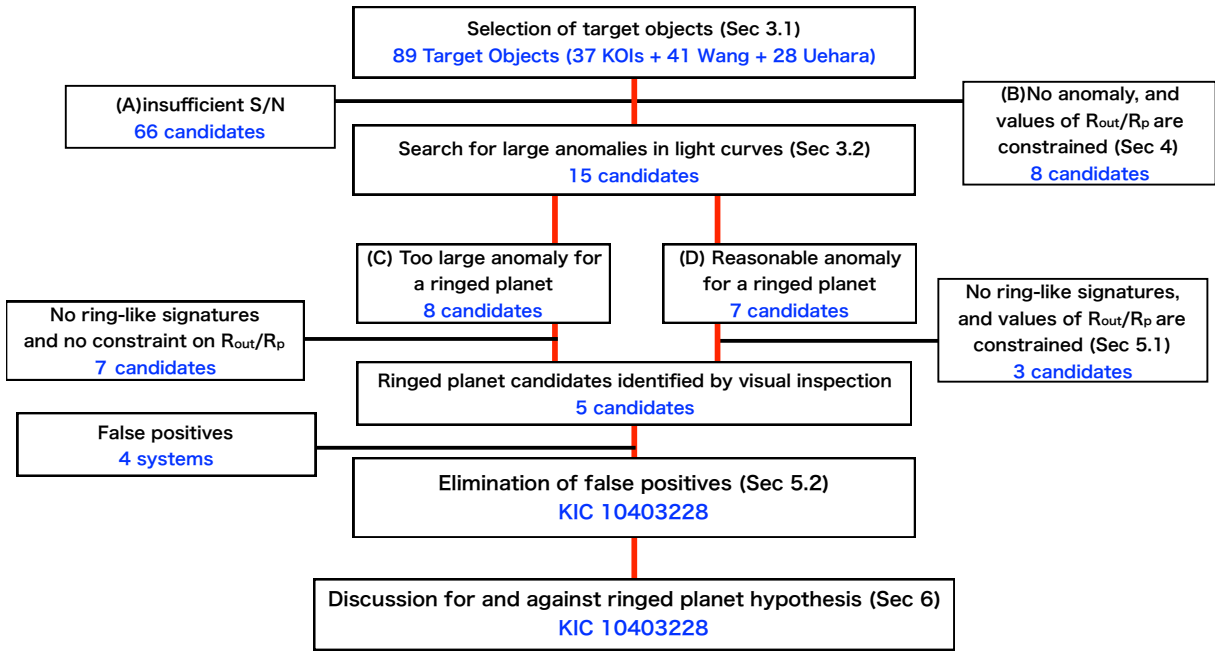 Selection of target objects (Sec 3.1)
89 Target Objects (37 KOIs + 41 Wang + 28 Uehara)
(A)insufficient S/N
66 candidates
(B)No anomaly, and
values of Rout/Rp are
constrained (Sec 4)
8 candidates
Search for large anomalies in light curves (Sec 3.2)
15 candidates
(C) Too large anomaly for
a ringed planet
8 candidates
(D) Reasonable anomaly
for a ringed planet
7 candidates
No ring-like signatures
and no constraint on Rout/Rp
7 candidates
No ring-like signatures,
and values of Rout/Rp are
constrained (Sec 5.1)
3 candidates
Ringed planet candidates identified by visual inspection
5 candidates
False positives
4 systems
Elimination of false positives (Sec 5.2)
KIC 10403228
Discussion for and against ringed planet hypothesis (Sec 6)
KIC 10403228